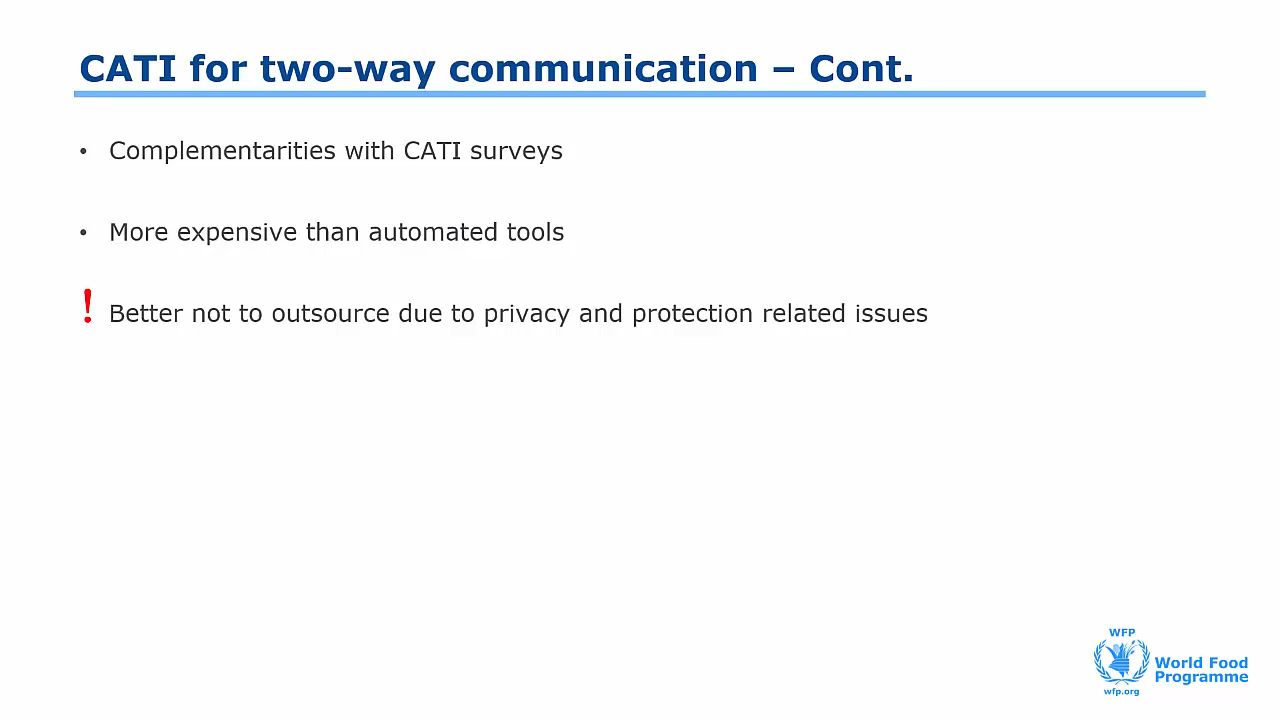 CATI for two-way communication – Cont.
• Complementarities with CATI surveys
• More expensive than automated tools
! Better not to outsource due to privacy and protection related issues
WFP
World Food
Programme
wfp.org